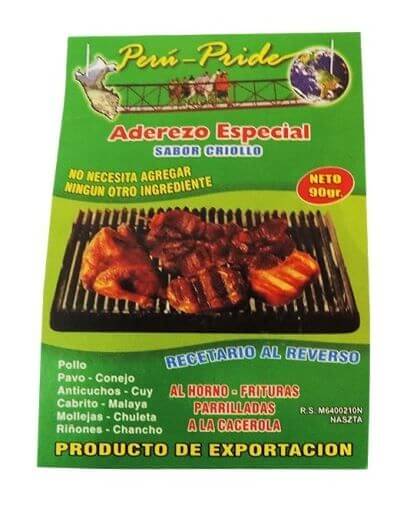 Perú - Pride
Aderezo Especial
SABOR CRIOLLO
NO NECESITA AGREGAR
NINGUN OTRO INGREDIENTE
NETO
90gr.
RECETARIO AL REVERSO
Pollo
Pavo - Conejo
Anticuchos - Cuy
Cabrito - Malaya
Mollejas - Chuleta
Riñones - Chancho
AL HORNO - FRITURAS
PARRILLADAS
A LA CACEROLA
R.S. M6400210N
NASZTA
PRODUCTO DE EXPORTACION